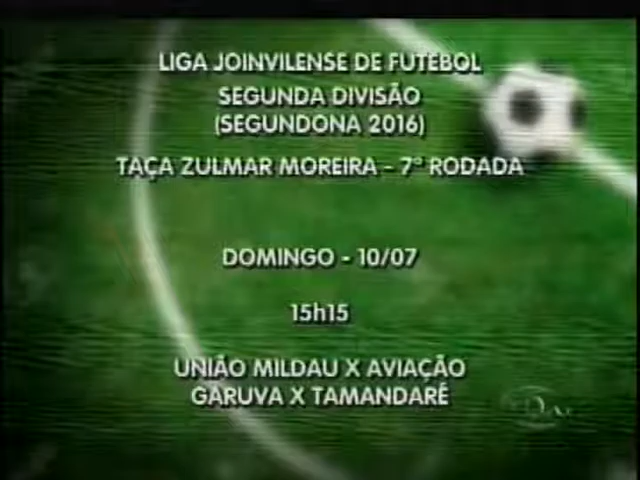 LIGA JOINVILENSE DE FUTEBOL
SEGUNDA DIVISÃO
(SEGUNDONA 2016)
TAÇA ZULMAR MOREIRA - 7ª RODADA
DOMINGO - 10/07
15h15
UNIÃO MILDAU X AVIAÇÃO
GARUVA X TAMANDARÉ